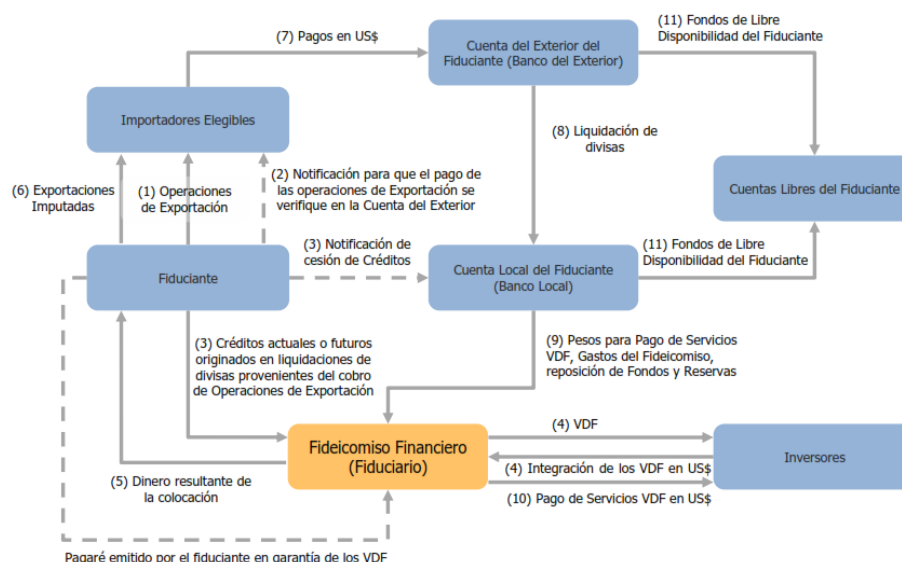 (11) Fondos de Libre
Disponibilidad del Fiduciante
(7) Pagos en US$
Cuenta del Exterior del
Fiduciante (Banco del Exterior)
Importadores Elegibles
(8) Liquidación de
divisas
(6) Exportaciones
Imputadas
(1) Operaciones
de Exportación
(2) Notificación para que el pago de
las operaciones de Exportación se
verifique en la Cuenta del Exterior
Cuentas Libres del Fiduciante
(3) Notificación de
cesión de Créditos
(11) Fondos de Libre
Disponibilidad del Fiduciante
Fiduciante
Cuenta Local del Fiduciante
(Banco Local)
(3) Créditos actuales o futuros
originados en liquidaciones de
divisas provenientes del cobro
de Operaciones de Exportación
(9) Pesos para Pago de Servicios
VDF, Gastos del Fideicomiso,
reposición de Fondos y Reservas
Fideicomiso Financiero
(Fiduciario)
(4) VDF
Inversores
(4) Integración de los VDF en US$
(5) Dinero resultante de
la colocación
(10) Pago de Servicios VDF en US$
Pagaré emitido por el fiduciante en garantía de los VDF